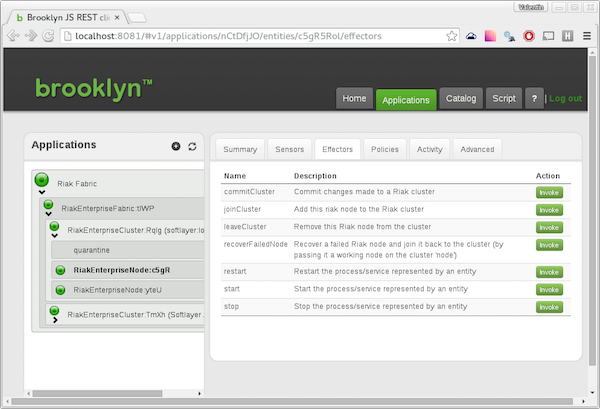 Valentin
Brooklyn JS REST clie
localhost:8081/#v1/applications/nCtDfjJO/entities/c5gR5Rol/effectors
brooklyn™
Home
Applications
Catalog
Script
?
| Log out
Applications
Riak Fabric
RiakEnterpriseFabric:tIWP
RiakEnterpriseCluster:RqIg (softlayer:lo
quarantine
RiakEnterpriseNode:c5gR
RiakEnterpriseNode:yteU
RiakEnterpriseCluster:TmXh (Softlayer
Summary
Sensors
Effectors
Policies
Activity
Advanced
Name Description Action
commitCluster Commit changes made to a Riak cluster Invoke
joinCluster Add this riak node to the Riak cluster Invoke
leaveCluster Remove this Riak node from the cluster Invoke
recoverFailedNode Recover a failed Riak node and join it back to the cluster (by Invoke
passing it a working node on the cluster 'node')
restart Restart the process/service represented by an entity Invoke
start Start the process/service represented by an entity Invoke
stop Stop the process/service represented by an entity Invoke